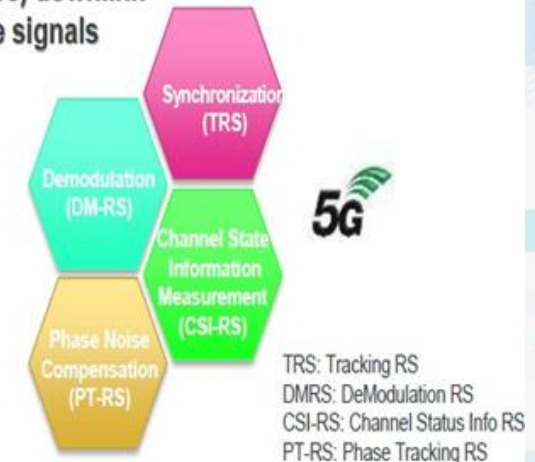 signals
Synchronization
(TRS)
Demodulation
(DM-RS)
Channel State
Information
Measurement
(CSI-RS)
Phase Noise
Compensation
(PT-RS)
5G
TRS: Tracking RS
DMRS: DeModulation RS
CSI-RS: Channel Status Info RS
PT-RS: Phase Tracking RS